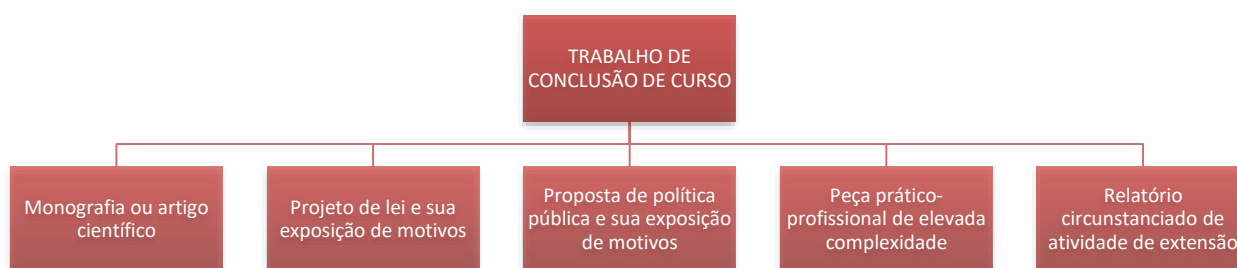 TRABALHO DE
CONCLUSÃO DE CURSO
Monografia ou artigo
científico
Projeto de lei e sua
exposição de motivos
Proposta de política
pública e sua exposição
de motivos
Peça prático-
profissional de elevada
complexidade
Relatório
circunstanciado de
atividade de extensão